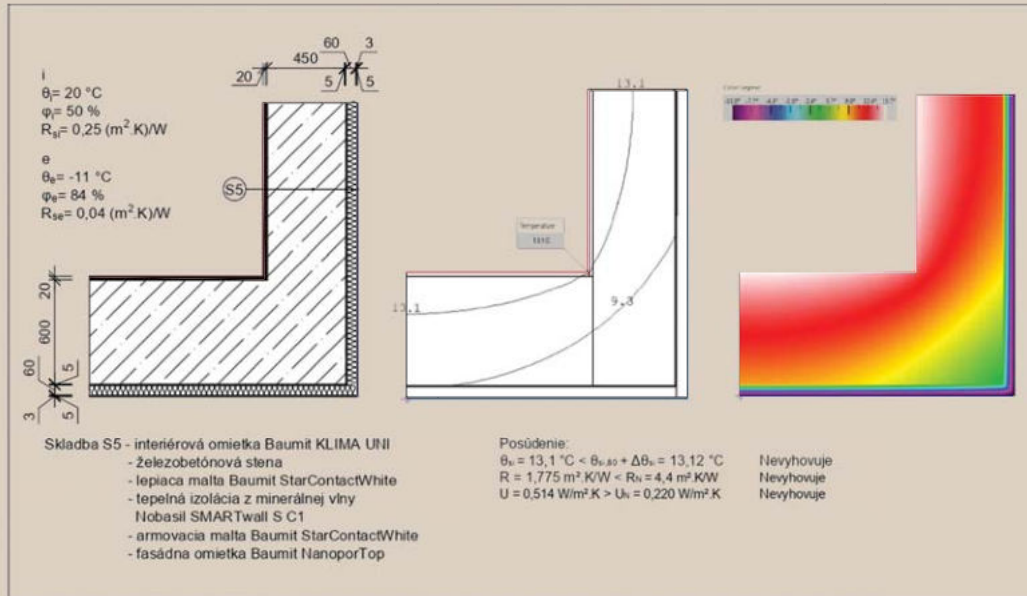 i
θi= 20 °C
φi= 50 %
Rsi= 0,25 (m².K)/W
e
θe= -11 °C
φe= 84 %
Rse= 0,04 (m².K)/W
60
3
450
20
5
5
S5
20
600
60
5
3
5
13.1
Temperature
13.1
9.3
Skladba S5 - interiérová omietka Baumit KLIMA UNI
- železobetónová stena
- lepiaca malta Baumit StarContactWhite
- tepelná izolácia z minerálnej vlny
Nobasil SMARTwall S C1
- armovacia malta Baumit StarContactWhite
- fasádna omietka Baumit NanoporTop
Posúdenie:
θsi = 13,1 °C < θsi,80 + Δθsi = 13,12 °C Nevyhovuje
R = 1,775 m².K/W < RN = 4,4 m².K/W Nevyhovuje
U = 0,514 W/m².K > UN = 0,220 W/m².K Nevyhovuje